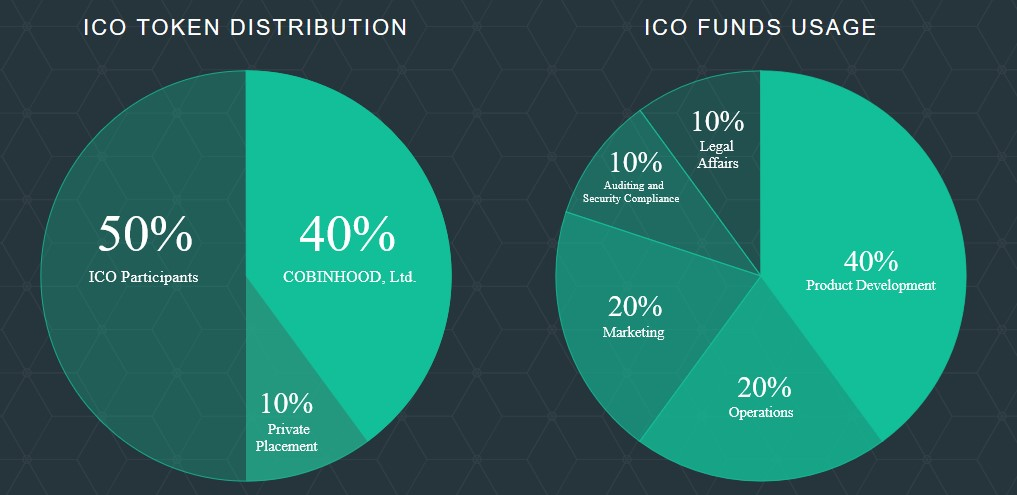 ICO TOKEN DISTRIBUTION
50%
ICO Participants
40%
COBINHOOD, Ltd.
10%
Private
Placement
ICO FUNDS USAGE
10%
Legal
Affairs
10%
Auditing and
Security Compliance
40%
Product Development
20%
Marketing
20%
Operations